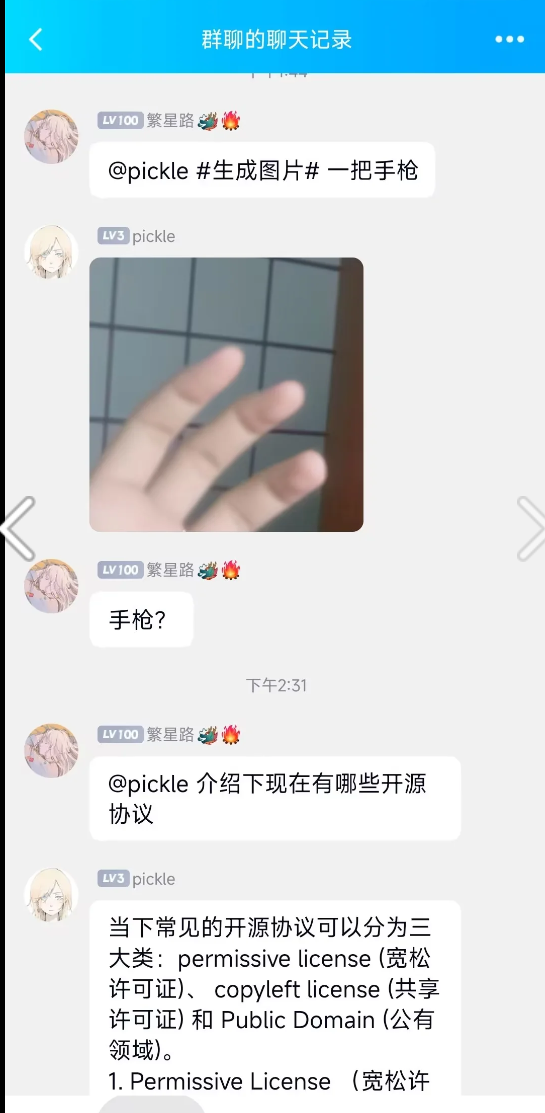 群聊的聊天记录
下午1:44
LV100 繁星路
@pickle #生成图片# 一把手枪
LV3 pickle
LV100 繁星路
手枪？
下午2:31
LV100 繁星路
@pickle 介绍下现在有哪些开源
协议
LV3 pickle
当下常见的开源协议可以分为三
大类：permissive license (宽松
许可证)、 copyleft license (共享
许可证) 和 Public Domain (公有
领域)。
1. Permissive License （宽松许